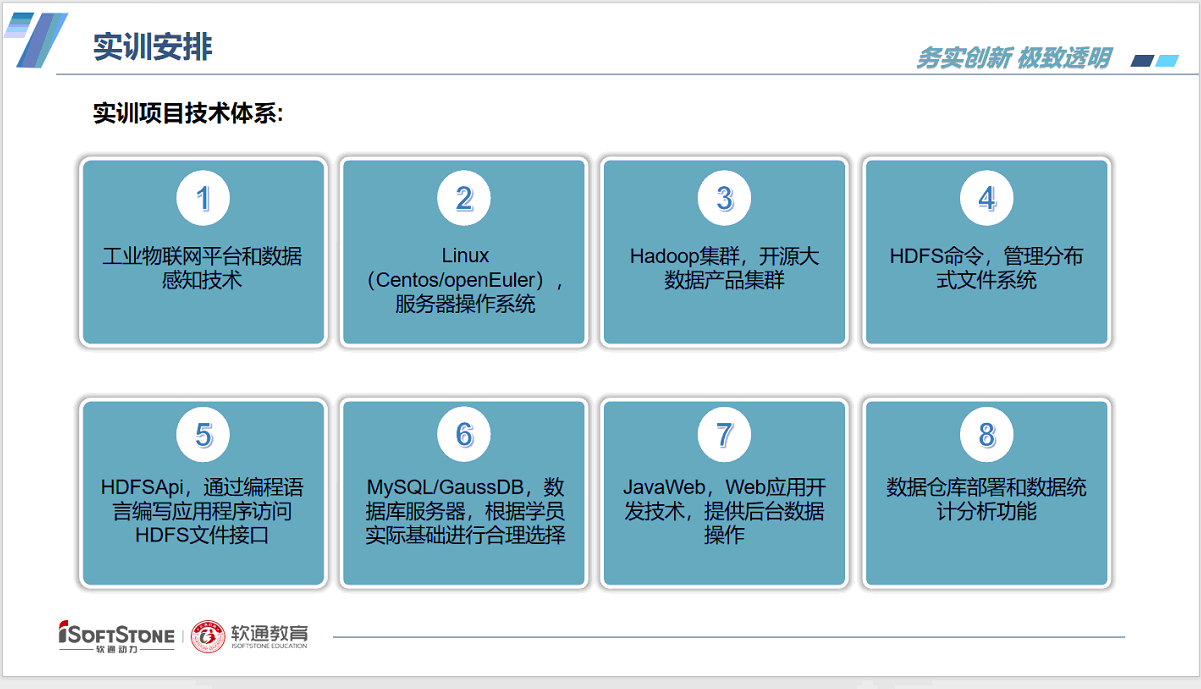 实训安排
务实创新 极致透明
实训项目技术体系:
1
工业物联网平台和数据
感知技术
2
Linux
（Centos/openEuler），
服务器操作系统
3
Hadoop集群，开源大
数据产品集群
4
HDFS命令，管理分布
式文件系统
5
HDFSApi，通过编程语
言编写应用程序访问
HDFS文件接口
6
MySQL/GaussDB，数
据库服务器，根据学员
实际基础进行合理选择
7
JavaWeb，Web应用开
发技术，提供后台数据
操作
8
数据仓库部署和数据统
计分析功能
iSOFTSTONE
软通动力
软通教育
ISOFTSTONE EDUCATION